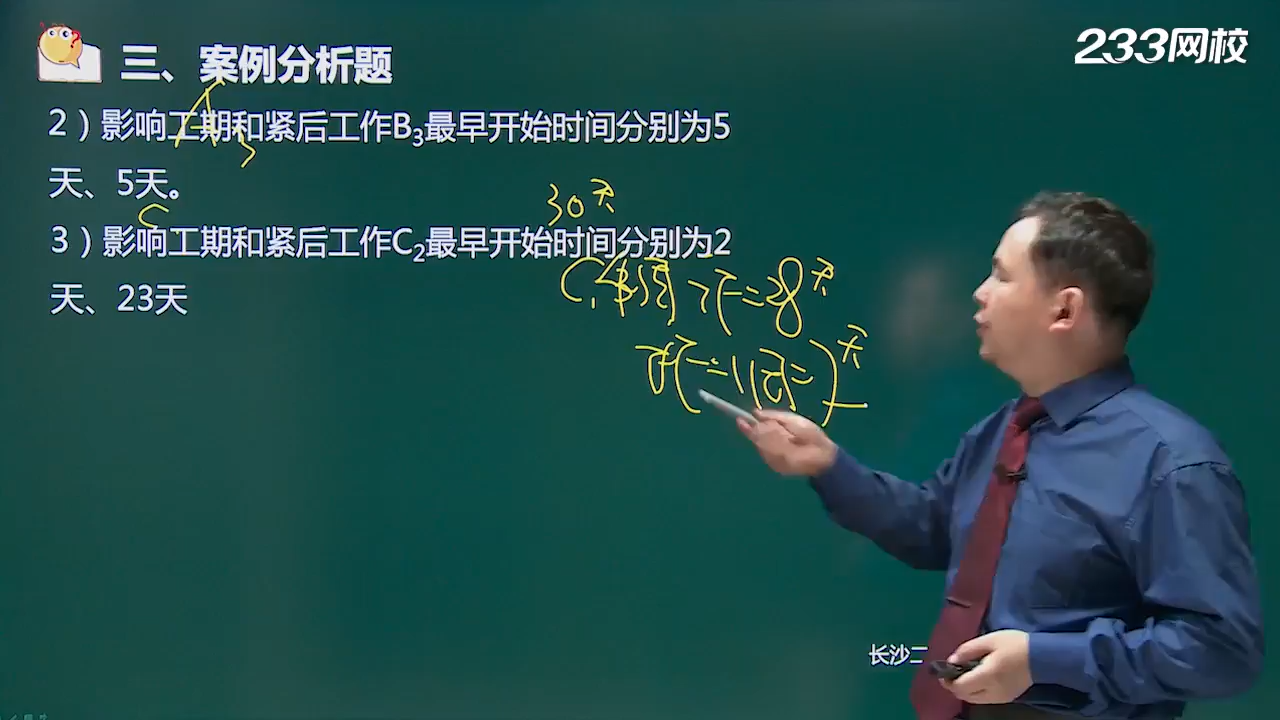 233网校
三、案例分析题
2）影响工期和紧后工作B₃最早开始时间分别为5
天、5天。
30天
3）影响工期和紧后工作C₂最早开始时间分别为2
天、23天
TF=28天
长沙二